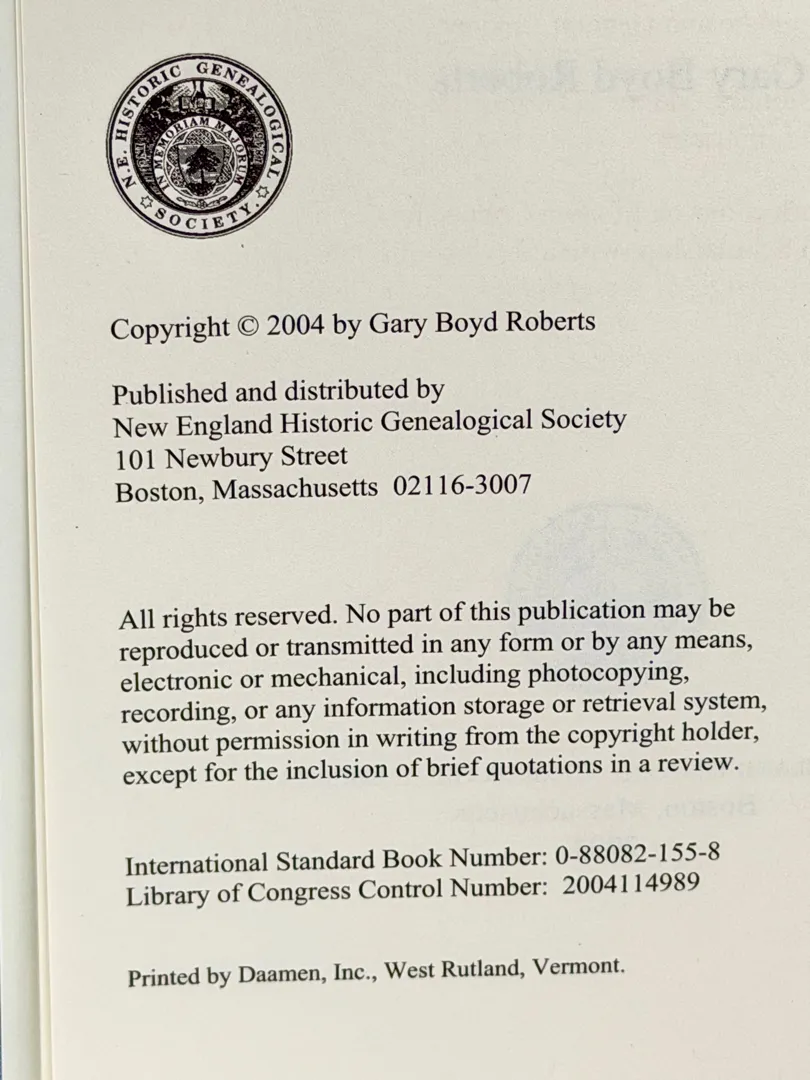 N.E. HISTORIC GENEALOGICAL SOCIETY.
IN MEMORIAM MAJORUM
Copyright © 2004 by Gary Boyd Roberts
Published and distributed by
New England Historic Genealogical Society
101 Newbury Street
Boston, Massachusetts 02116-3007
All rights reserved. No part of this publication may be
reproduced or transmitted in any form or by any means,
electronic or mechanical, including photocopying,
recording, or any information storage or retrieval system,
without permission in writing from the copyright holder,
except for the inclusion of brief quotations in a review.
International Standard Book Number: 0-88082-155-8
Library of Congress Control Number: 2004114989
Printed by Daamen, Inc., West Rutland, Vermont.